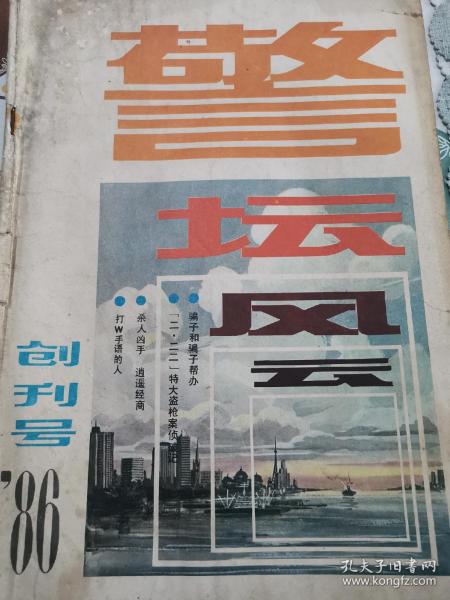 警
坛
风
云
骗子和骗子帮办
「二·二二」特大盗枪案侦
杀人凶手 逍遥经商
打W手语的人
创刊号
'86
孔夫子旧书网
www.kongfz.com